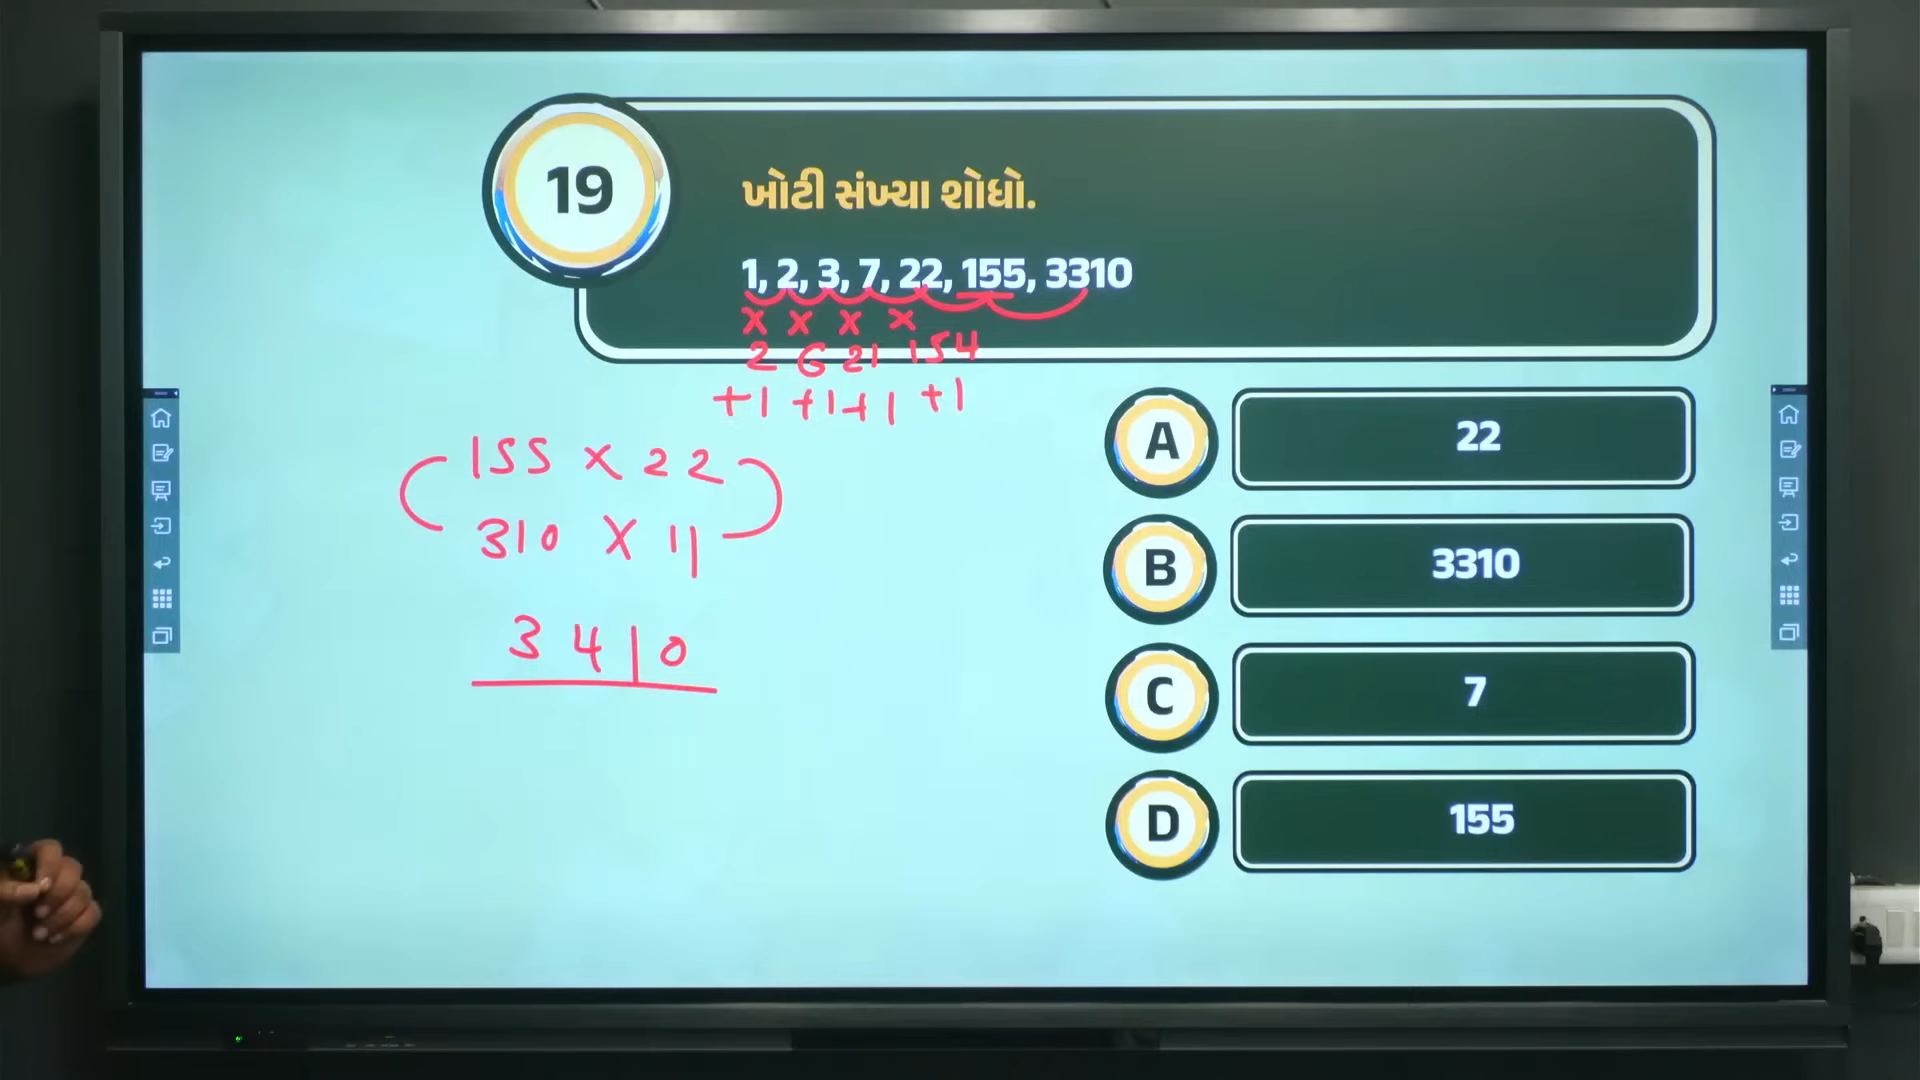 19
ખોટી સંખ્યા શોધો.
1, 2, 3, 7, 22, 155, 3310
x x x x
2 6 21 154
+1 +1 +1 +1
155 x 22
310 x 11
3410
A 22
B 3310
C 7
D 155